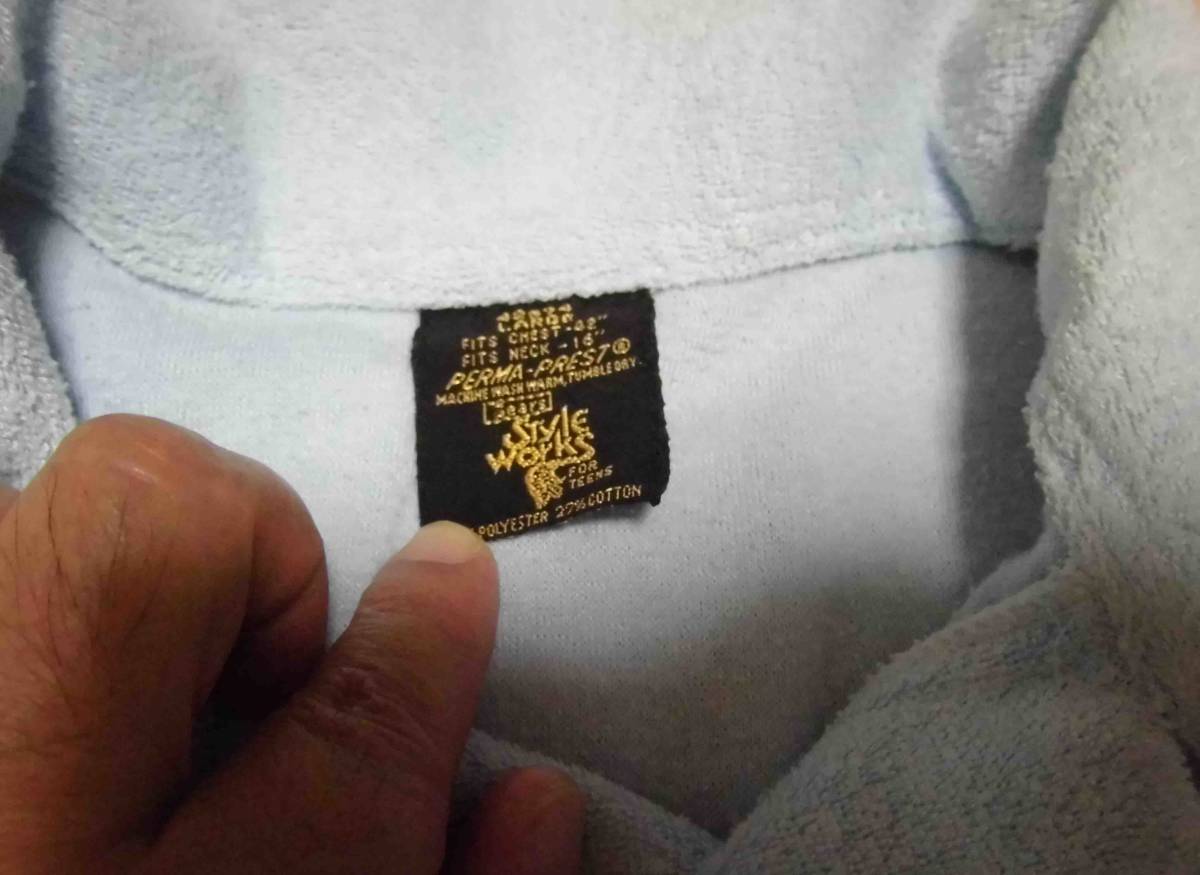 LARGE
FITS CHEST -42"
FITS NECK - 16"
PERMA-PREST®
MACHINE WASH WARM, TUMBLE DRY.
Sears
Style
Works
FOR
TEENS
POLYESTER 27% COTTON